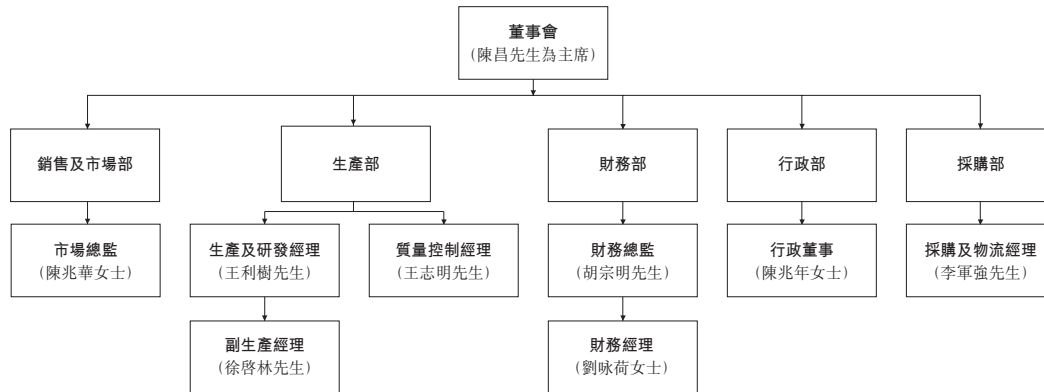 董事會
(陳昌先生為主席)
銷售及市場部
生產部
財務部
行政部
採購部
市場總監
(陳兆華女士)
生產及研發經理
(王利樹先生)
質量控制經理
(王志明先生)
財務總監
(胡宗明先生)
行政董事
(陳兆年女士)
採購及物流經理
(李軍強先生)
副生產經理
(徐啓林先生)
財務經理
(劉咏荷女士)